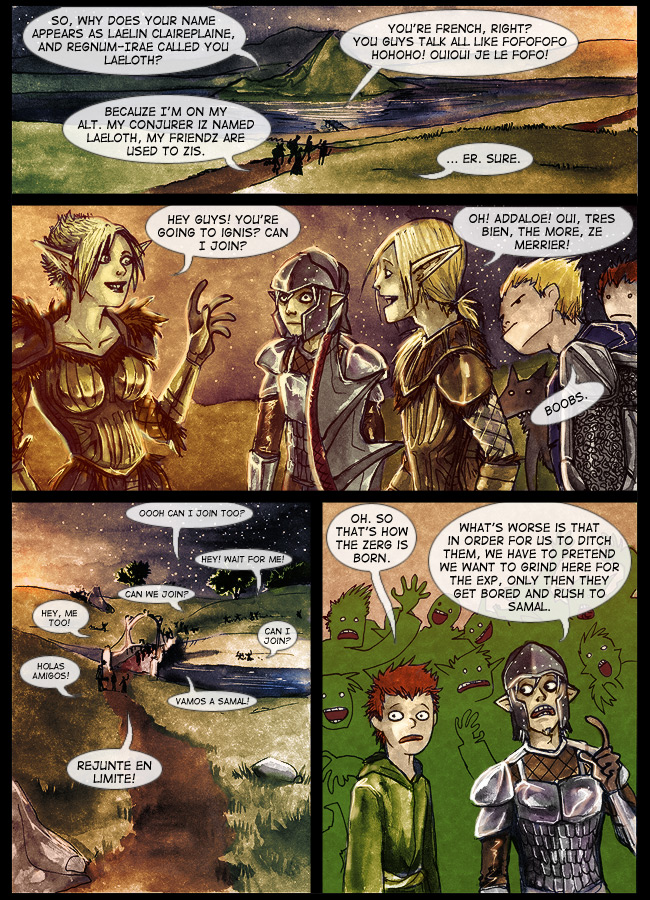 SO, WHY DOES YOUR NAME
APPEARS AS LAELIN CLAIREPLAINE,
AND REGNUM-IRAE CALLED YOU
LAELOTH?
YOU'RE FRENCH, RIGHT?
YOU GUYS TALK ALL LIKE FOFOFOFO
HOHOHO! OUIOUI JE LE FOFO!
BECAUZE I'M ON MY
ALT. MY CONJURER IZ NAMED
LAELOTH, MY FRIENDZ ARE
USED TO ZIS.
... ER. SURE.
HEY GUYS! YOU'RE
GOING TO IGNIS? CAN
I JOIN?
OH! ADDALOE! OUI, TRES
BIEN, THE MORE, ZE
MERRIER!
BOOBS.
OOOH CAN I JOIN TOO?
HEY! WAIT FOR ME!
CAN WE JOIN?
HEY, ME
TOO!
CAN I
JOIN?
HOLAS
AMIGOS!
VAMOS A SAMAL!
REJUNTE EN
LIMITE!
OH. SO
THAT'S HOW
THE ZERG IS
BORN.
WHAT'S WORSE IS THAT
IN ORDER FOR US TO DITCH
THEM, WE HAVE TO PRETEND
WE WANT TO GRIND HERE FOR
THE EXP, ONLY THEN THEY
GET BORED AND RUSH TO
SAMAL.